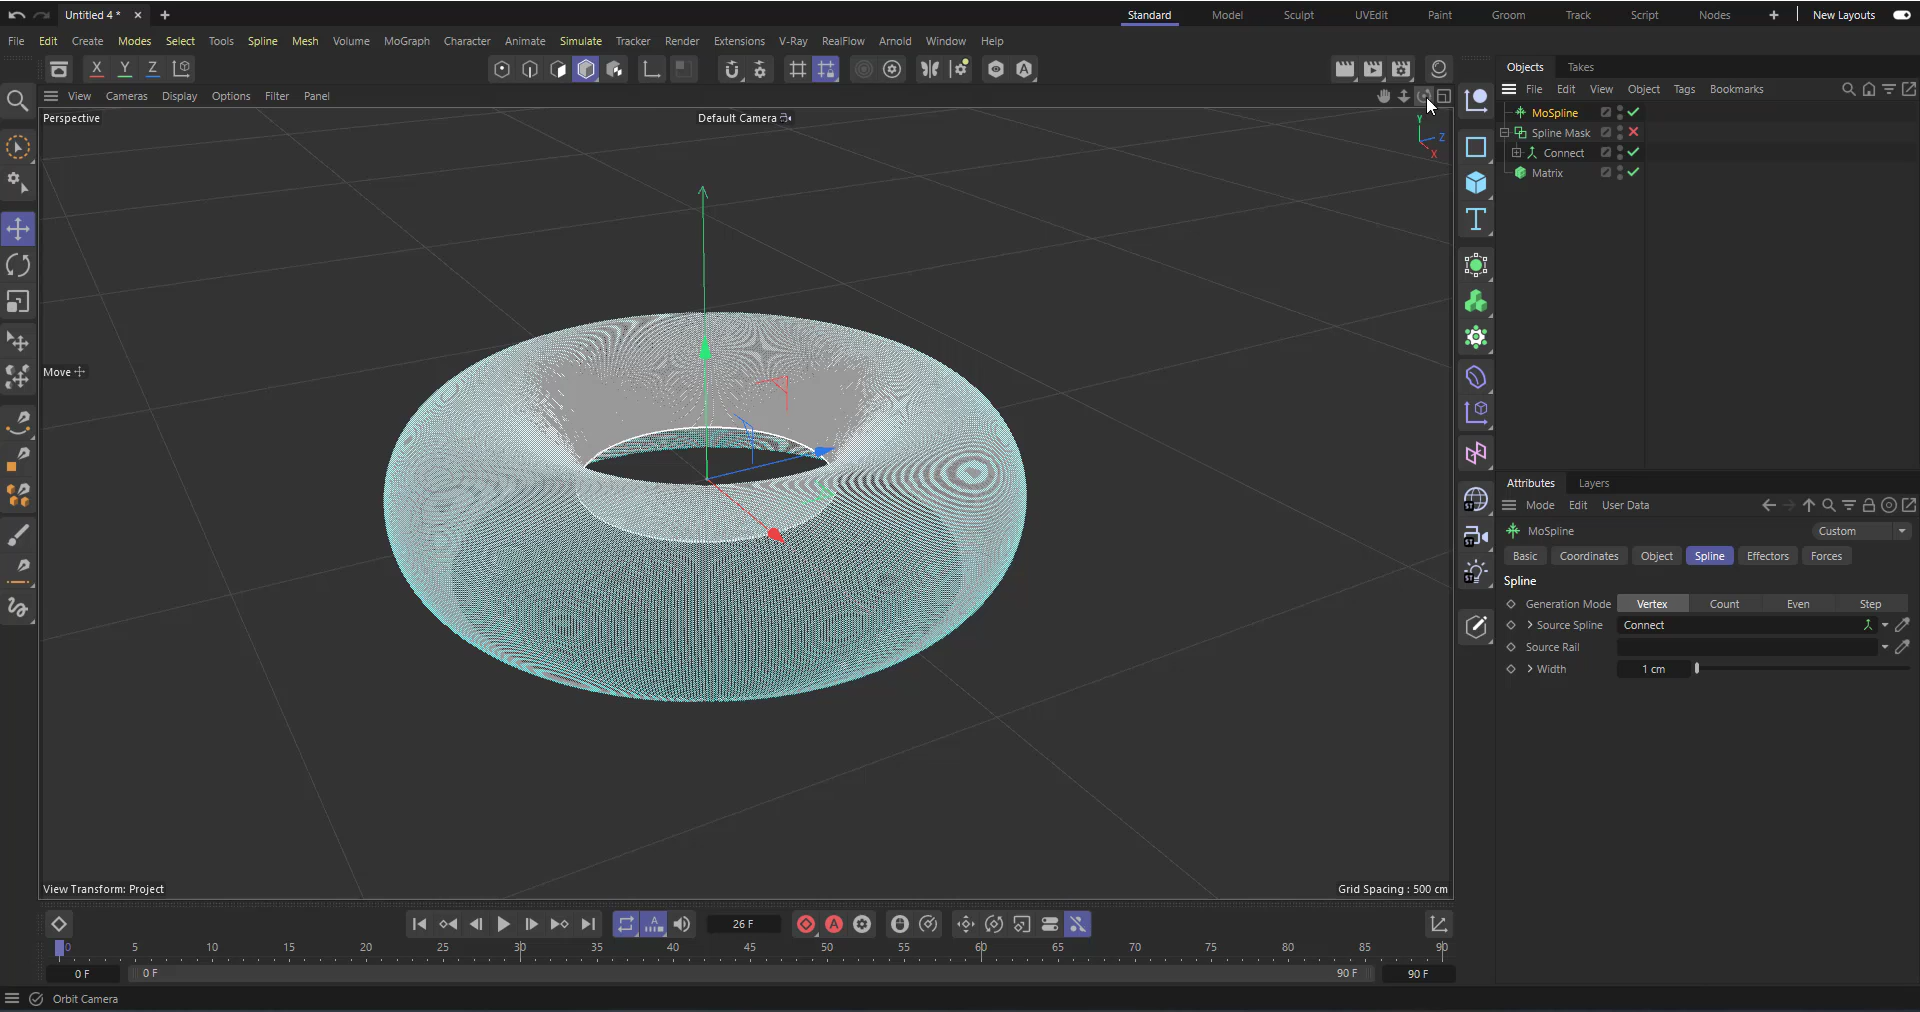 Untitled 4 *
Standard Model Sculpt UVEdit Paint Groom Track Script Nodes New Layouts
File Edit Create Modes Select Tools Spline Mesh Volume MoGraph Character Animate Simulate Tracker Render Extensions V-Ray RealFlow Arnold Window Help
X Y Z
View Cameras Display Options Filter Panel
Perspective
Default Camera
Y
Z
X
Move
View Transform: Project
Grid Spacing : 500 cm
Objects Takes
File Edit View Object Tags Bookmarks
MoSpline
Spline Mask
Connect
Matrix
Attributes Layers
Mode Edit User Data
MoSpline Custom
Basic Coordinates Object Spline Effectors Forces
Spline
Generation Mode Vertex Count Even Step
Source Spline Connect
Source Rail
Width 1 cm
ST
ST
ST
26 F
0 5 10 15 20 25 30 35 40 45 50 55 60 65 70 75 80 85 90
0 F 0 F 90 F 90 F
Orbit Camera